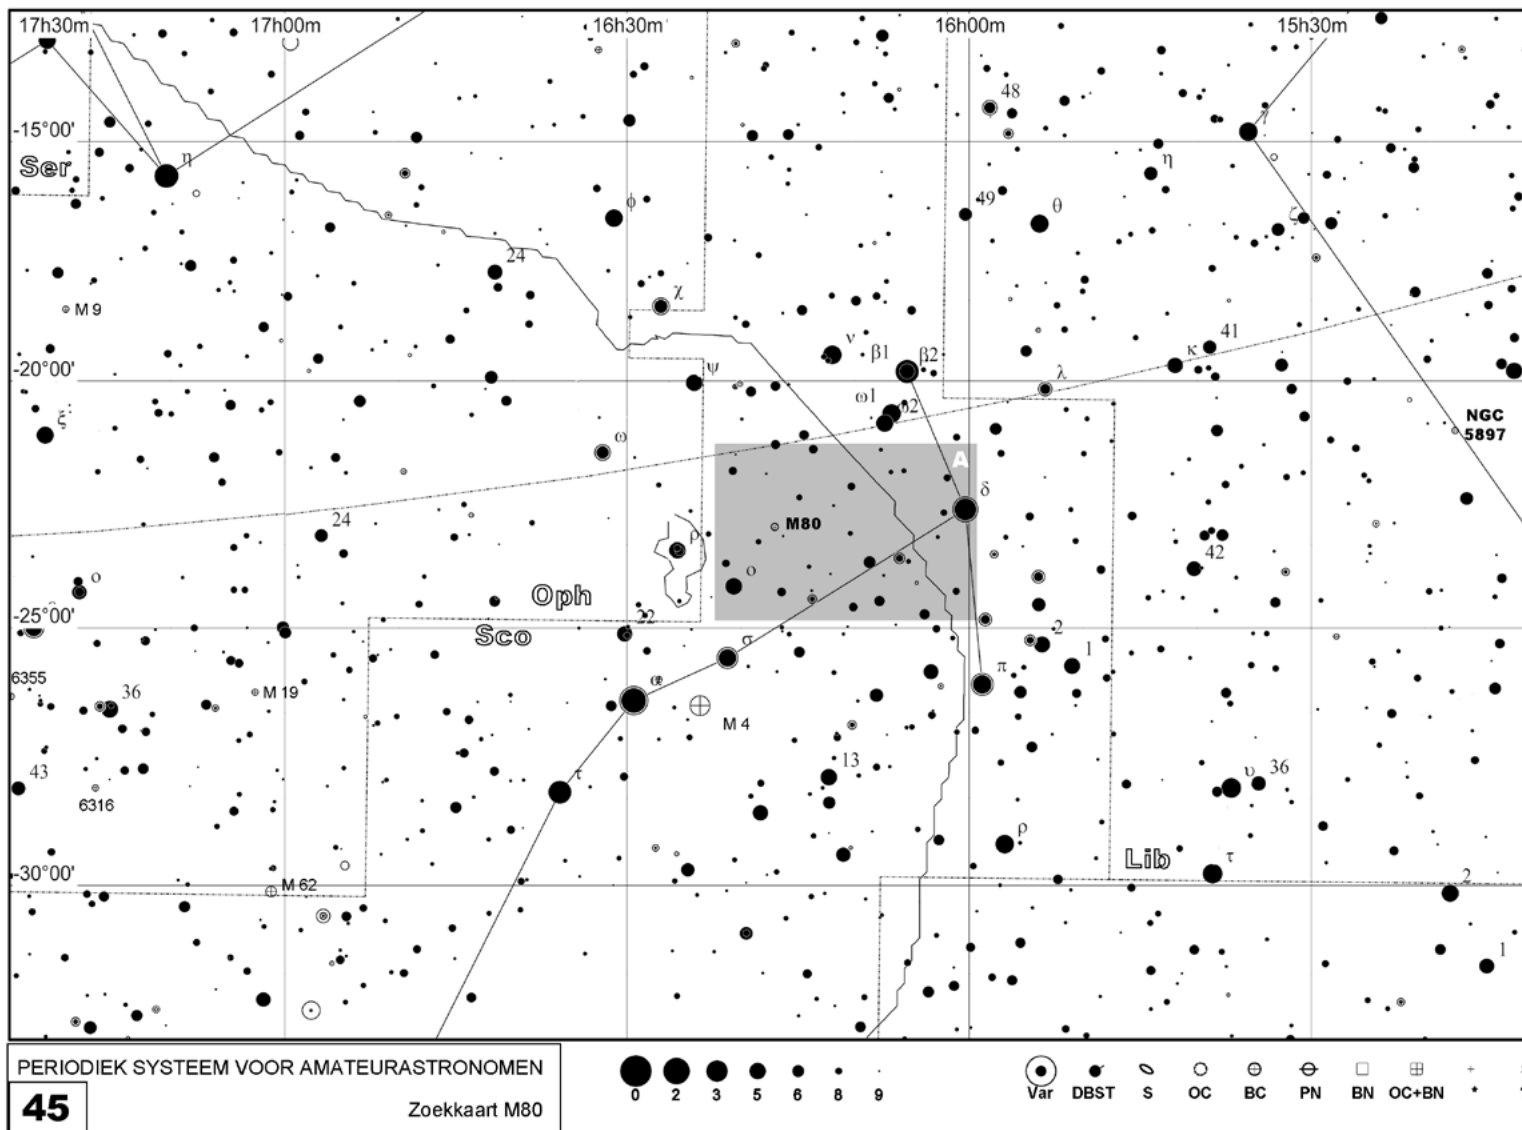 17h30m 17h00m 16h30m 16h00m 15h30m
48
-15°00'
Ser
η
η
γ
φ
49
θ
ζ
24
M 9
χ
ν
β1
β2
41
κ
-20°00'
ψ
λ
ω1
ω2
ξ
ω
NGC
5897
A
δ
24
M80
ρ
42
ο
ο
Oph
-25°00'
22
Sco
σ
2
1
π
6355
36
M 19
α
M 4
43
τ
13
υ
36
6316
ρ
Lib
τ
-30°00'
M 62
2
1
PERIODIEK SYSTEEM VOOR AMATEURASTRONOMEN
45
Zoekkaart M80
0 2 3 5 6 8 9
Var DBST S OC BC PN BN OC+BN *